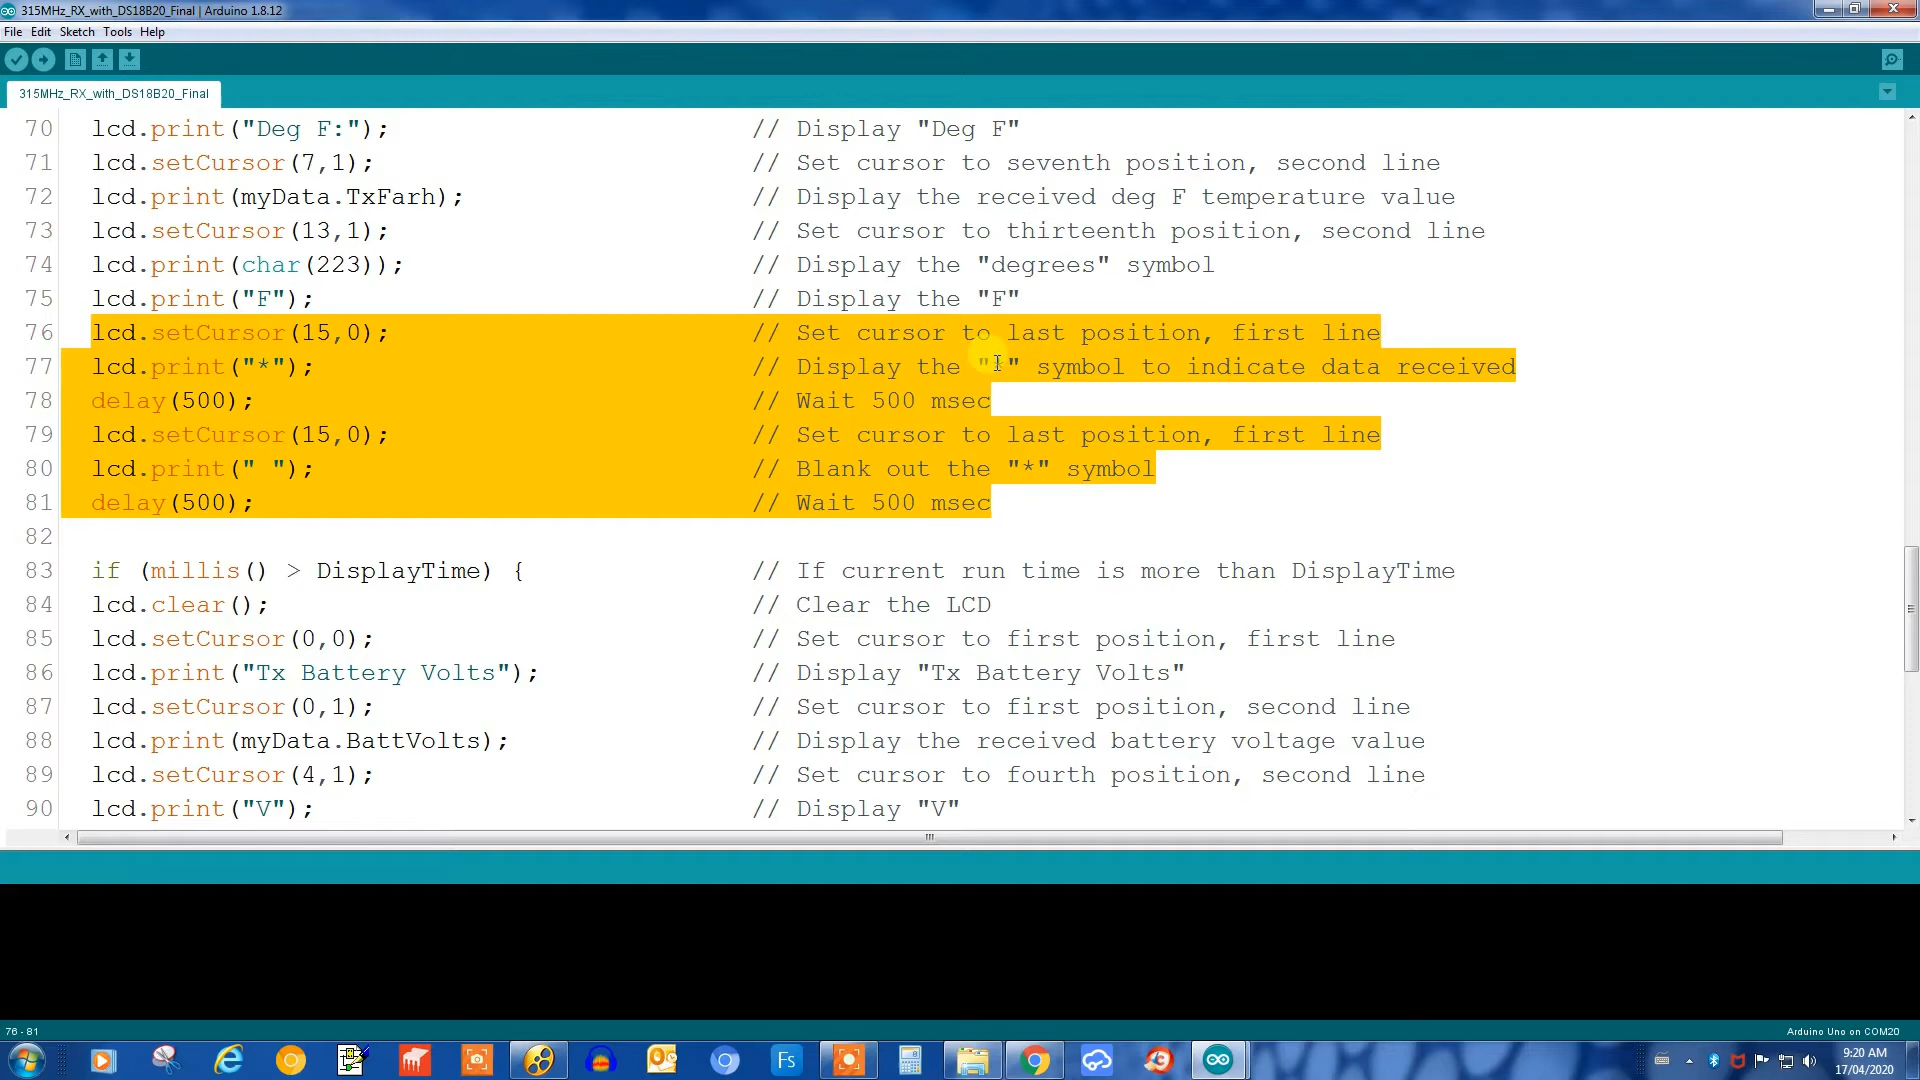 315MHz_RX_with_DS18B20_Final | Arduino 1.8.12
File Edit Sketch Tools Help
315MHz_RX_with_DS18B20_Final
70 lcd.print("Deg F:"); // Display "Deg F"
71 lcd.setCursor(7,1); // Set cursor to seventh position, second line
72 lcd.print(myData.TxFarh); // Display the received deg F temperature value
73 lcd.setCursor(13,1); // Set cursor to thirteenth position, second line
74 lcd.print(char(223)); // Display the "degrees" symbol
75 lcd.print("F"); // Display the "F"
76 lcd.setCursor(15,0); // Set cursor to last position, first line
77 lcd.print("*"); // Display the "*" symbol to indicate data received
78 delay(500); // Wait 500 msec
79 lcd.setCursor(15,0); // Set cursor to last position, first line
80 lcd.print(" "); // Blank out the "*" symbol
81 delay(500); // Wait 500 msec
82
83 if (millis() > DisplayTime) { // If current run time is more than DisplayTime
84 lcd.clear(); // Clear the LCD
85 lcd.setCursor(0,0); // Set cursor to first position, first line
86 lcd.print("Tx Battery Volts"); // Display "Tx Battery Volts"
87 lcd.setCursor(0,1); // Set cursor to first position, second line
88 lcd.print(myData.BattVolts); // Display the received battery voltage value
89 lcd.setCursor(4,1); // Set cursor to fourth position, second line
90 lcd.print("V"); // Display "V"
76 - 81
Arduino Uno on COM20
Fs
9:20 AM
17/04/2020